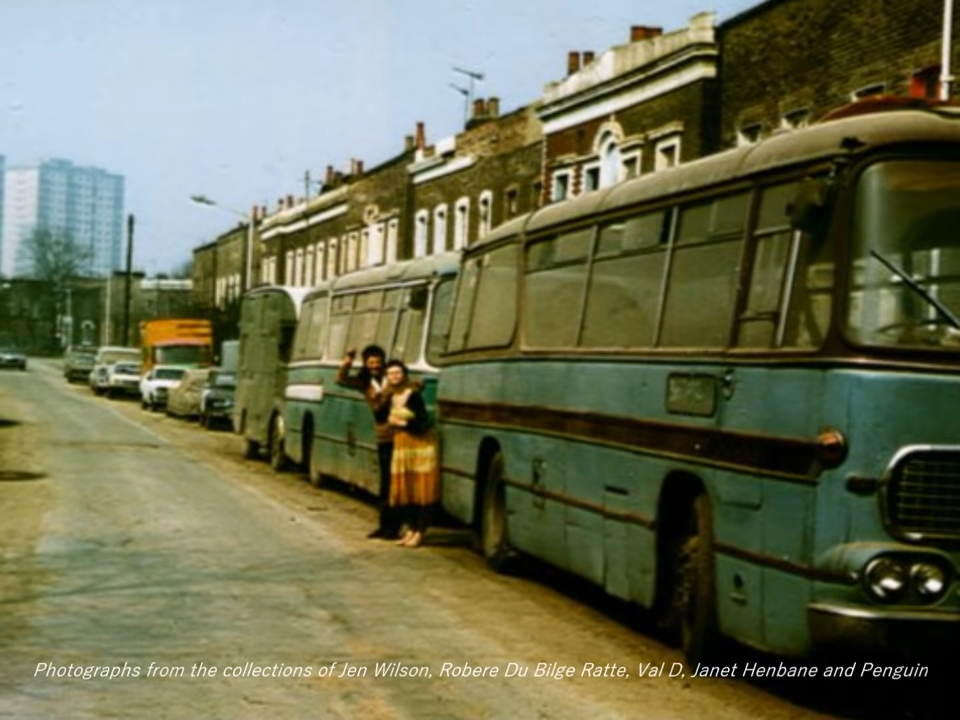 Photographs from the collections of Jen Wilson, Robere Du Bilge Ratte, Val D, Janet Henbane and Penguin